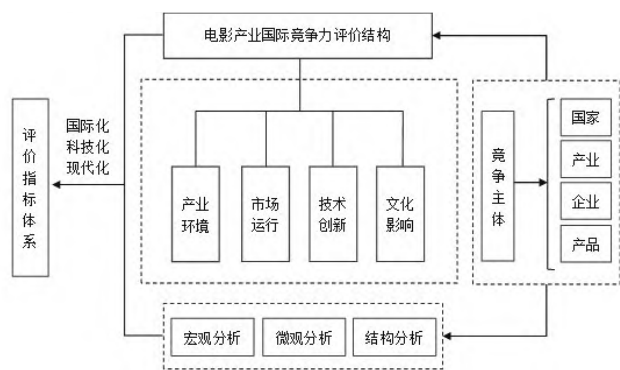 电影产业国际竞争力评价结构
评价指标体系
国际化
科技化
现代化
产业
环境
市场
运行
技术
创新
文化
影响
竞争主体
国家
产业
企业
产品
宏观分析
微观分析
结构分析